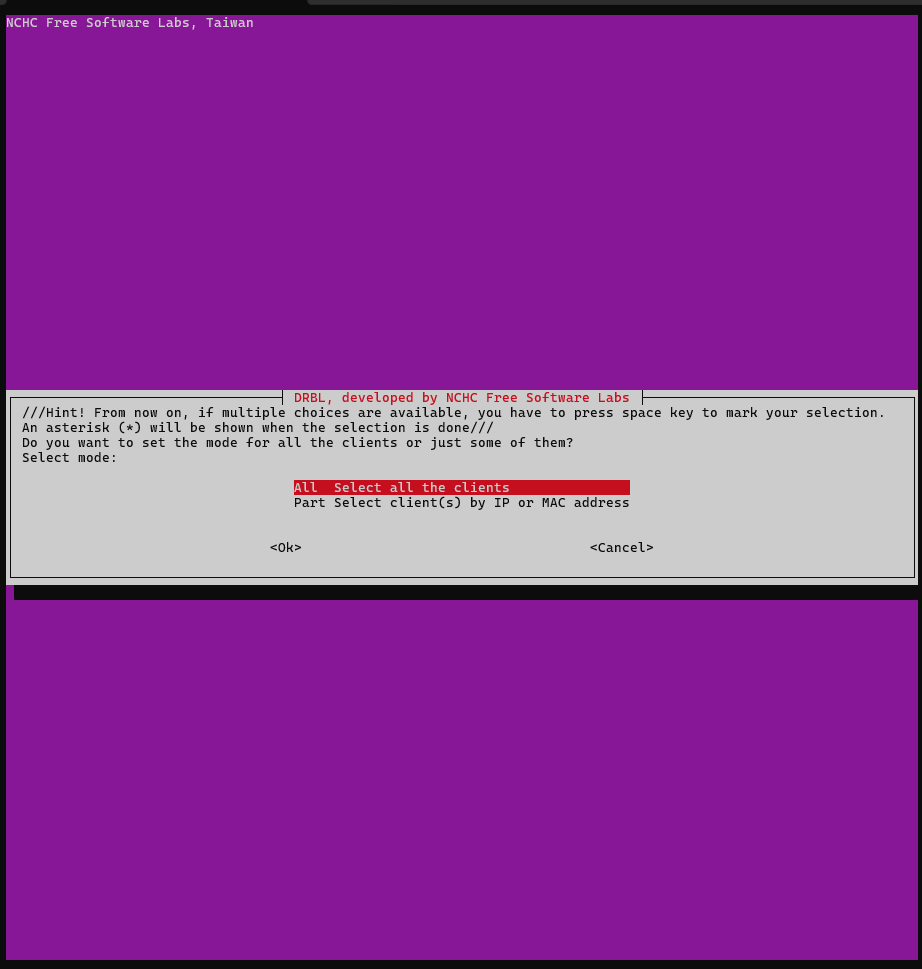 NCHC Free Software Labs, Taiwan
DRBL, developed by NCHC Free Software Labs
///Hint! From now on, if multiple choices are available, you have to press space key to mark your selection.
An asterisk (*) will be shown when the selection is done///
Do you want to set the mode for all the clients or just some of them?
Select mode:
All  Select all the clients
Part Select client(s) by IP or MAC address
<Ok> <Cancel>